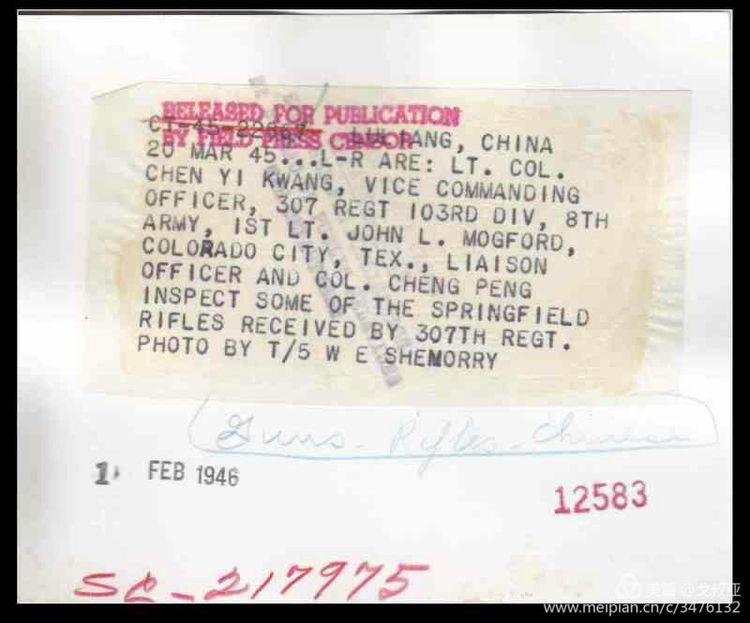 RELEASED FOR PUBLICATION
BY FIELD PRESS CENSOR
PANG, CHINA
20 MAR 45...L-R ARE: LT. COL.
CHEN YI KWANG, VICE COMMANDING
OFFICER, 307 REGT 103RD DIV, 8TH
ARMY, 1ST LT. JOHN L. MOGFORD,
COLORADO CITY, TEX., LIAISON
OFFICER AND COL. CHENG PENG
INSPECT SOME OF THE SPRINGFIELD
RIFLES RECEIVED BY 307TH REGT.
PHOTO BY T/5 W E SHEMORRY
Guns - Rifles - Chinese
1 FEB 1946
12583
SC-217975
美篇 @戈叔亚
www.meipian.cn/c/3476132